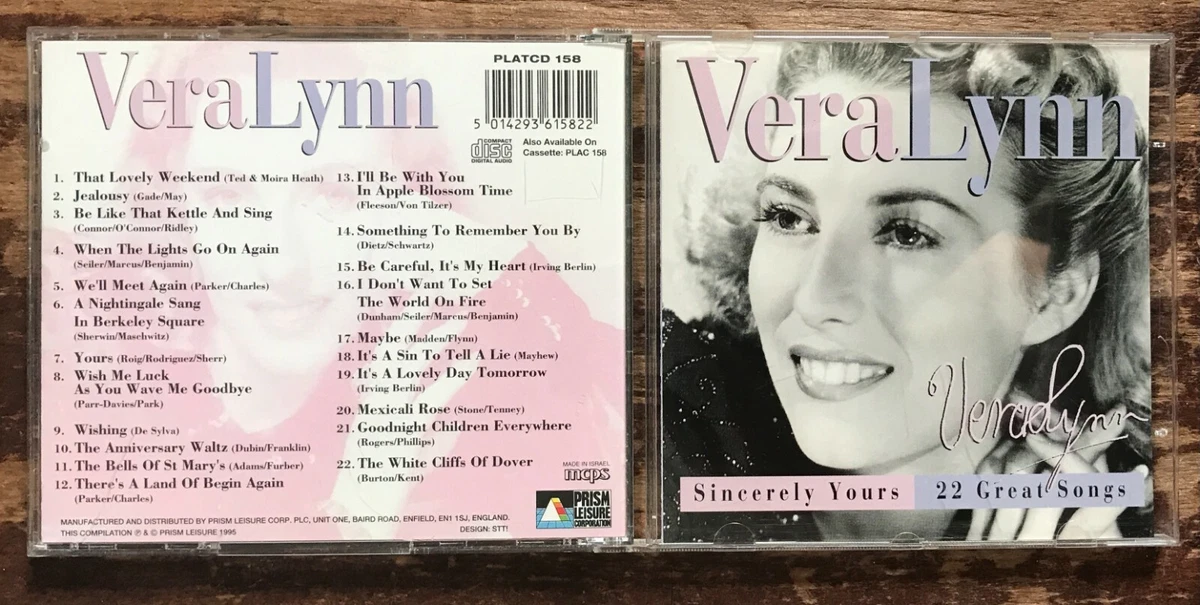 Vera Lynn
PLATCD 158
5 014293 615822
COMPACT
disc
DIGITAL AUDIO
Also Available On
Cassette: PLAC 158
1. That Lovely Weekend (Ted & Moira Heath)
2. Jealousy (Gade/May)
3. Be Like That Kettle And Sing
(Connor/O'Connor/Ridley)
4. When The Lights Go On Again
(Seiler/Marcus/Benjamin)
5. We'll Meet Again (Parker/Charles)
6. A Nightingale Sang
In Berkeley Square
(Sherwin/Maschwitz)
7. Yours (Roig/Rodriguez/Sherr)
8. Wish Me Luck
As You Wave Me Goodbye
(Parr-Davies/Park)
9. Wishing (De Sylva)
10. The Anniversary Waltz (Dubin/Franklin)
11. The Bells Of St Mary's (Adams/Furber)
12. There's A Land Of Begin Again
(Parker/Charles)
13. I'll Be With You
In Apple Blossom Time
(Fleeson/Von Tilzer)
14. Something To Remember You By
(Dietz/Schwartz)
15. Be Careful, It's My Heart (Irving Berlin)
16. I Don't Want To Set
The World On Fire
(Dunham/Seiler/Marcus/Benjamin)
17. Maybe (Madden/Flynn)
18. It's A Sin To Tell A Lie (Mayhew)
19. It's A Lovely Day Tomorrow
(Irving Berlin)
20. Mexicali Rose (Stone/Tenney)
21. Goodnight Children Everywhere
(Rogers/Phillips)
22. The White Cliffs Of Dover
(Burton/Kent)
MADE IN ISRAEL
mcps
PRISM
LEISURE
CORPORATION
MANUFACTURED AND DISTRIBUTED BY PRISM LEISURE CORP. PLC, UNIT ONE, BAIRD ROAD, ENFIELD, EN1 1SJ, ENGLAND.
THIS COMPILATION ℗ & © PRISM LEISURE 1995
DESIGN: STT!
Vera Lynn
Vera Lynn
Sincerely Yours 22 Great Songs